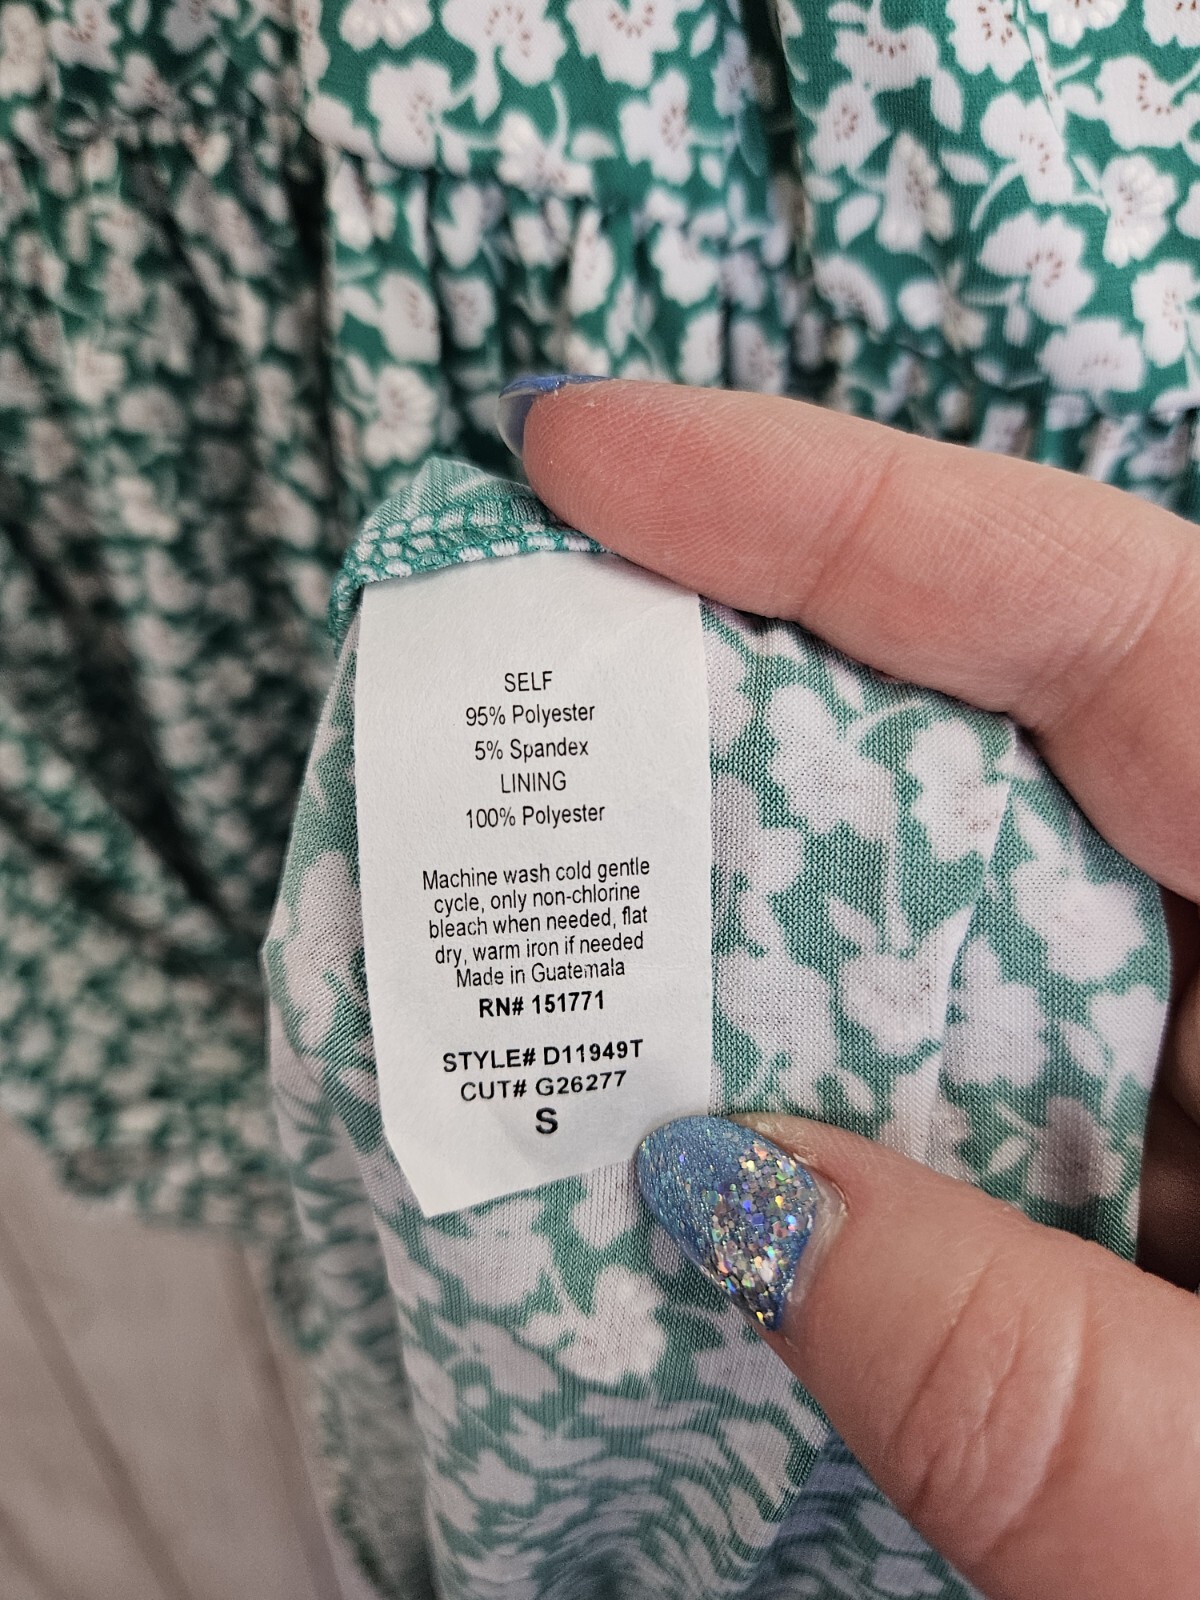 SELF
95% Polyester
5% Spandex
LINING
100% Polyester
Machine wash cold gentle
cycle, only non-chlorine
bleach when needed, flat
dry, warm iron if needed
Made in Guatemala
RN# 151771
STYLE# D11949T
CUT# G26277
S